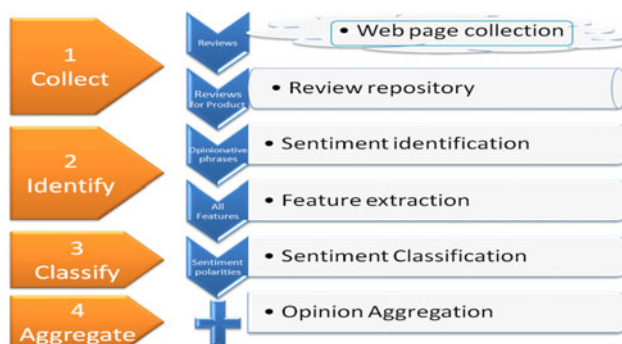 1
Collect
Reviews
• Web page collection
Reviews
for Product
• Review repository
2
Identify
Opinionative
phrases
• Sentiment identification
All
Features
• Feature extraction
3
Classify
Sentiment
polarities
• Sentiment Classification
4
Aggregate
• Opinion Aggregation